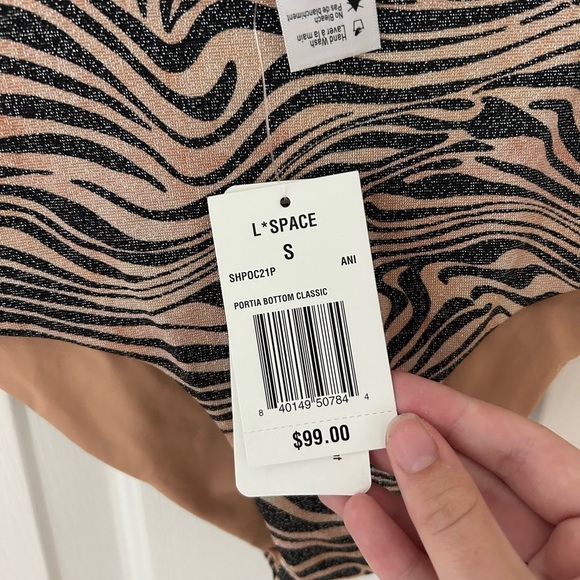 Hand Wash
Laver à la main
No Bleach
Pas de blanchiment
L*SPACE
S
SHPOC21P ANI
PORTIA BOTTOM CLASSIC
8 40149 50784 4
$99.00